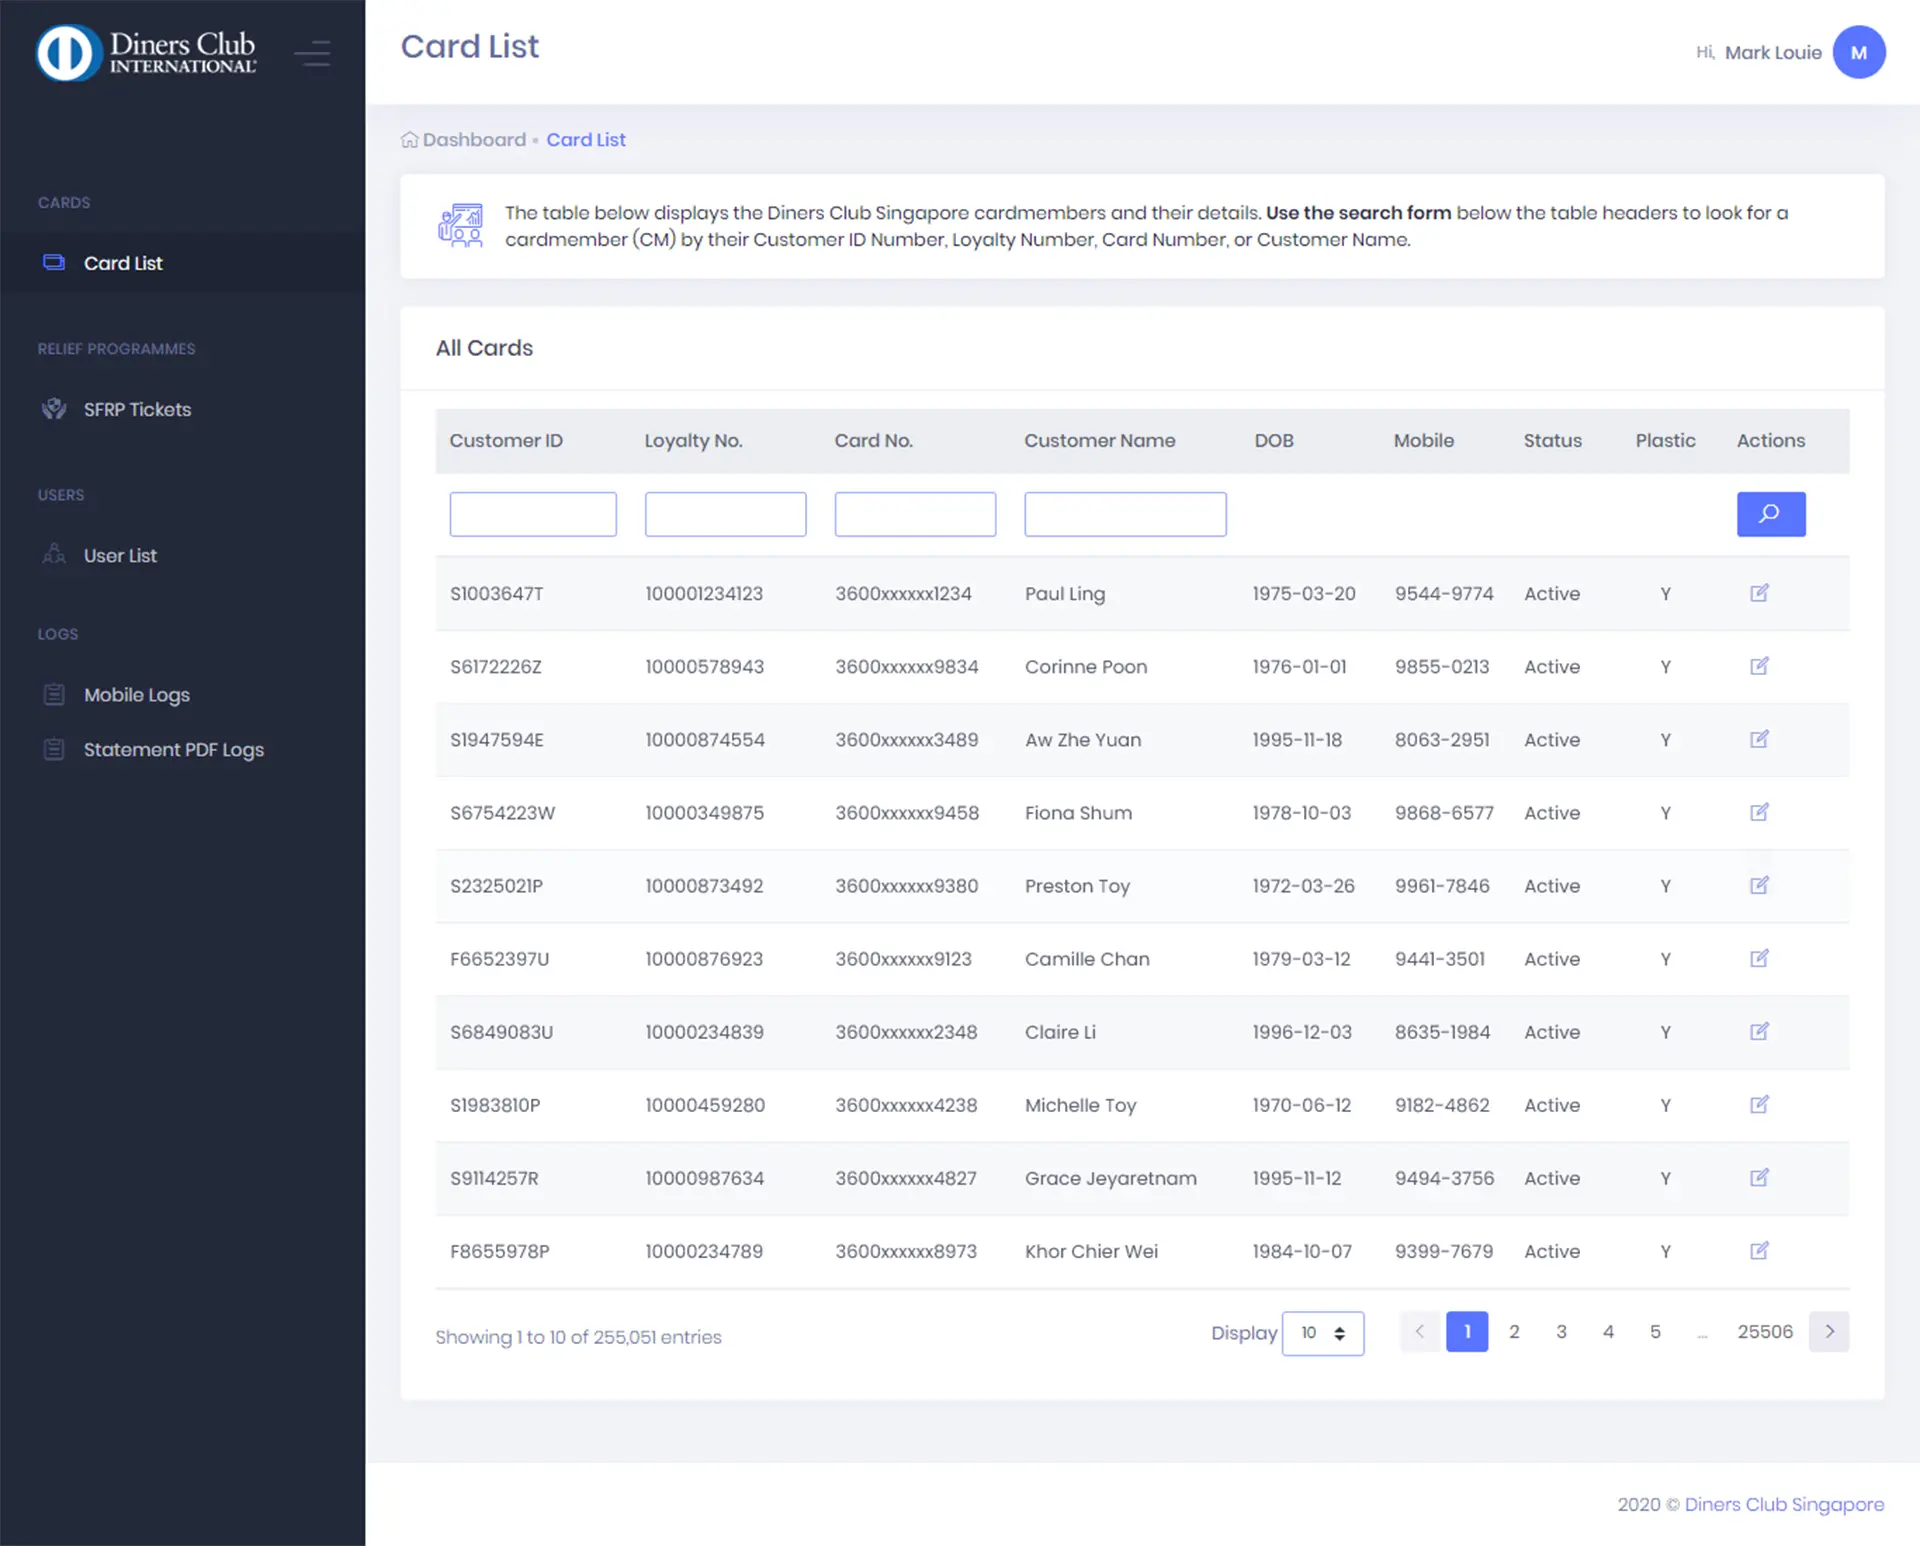 Diners Club
INTERNATIONAL
Card List
Hi, Mark Louie M
Dashboard • Card List
CARDS
Card List
RELIEF PROGRAMMES
SFRP Tickets
USERS
User List
LOGS
Mobile Logs
Statement PDF Logs
The table below displays the Diners Club Singapore cardmembers and their details. Use the search form below the table headers to look for a
cardmember (CM) by their Customer ID Number, Loyalty Number, Card Number, or Customer Name.
All Cards
Customer ID Loyalty No. Card No. Customer Name DOB Mobile Status Plastic Actions
S1003647T 100001234123 3600xxxxxx1234 Paul Ling 1975-03-20 9544-9774 Active Y
S6172226Z 10000578943 3600xxxxxx9834 Corinne Poon 1976-01-01 9855-0213 Active Y
S1947594E 10000874554 3600xxxxxx3489 Aw Zhe Yuan 1995-11-18 8063-2951 Active Y
S6754223W 10000349875 3600xxxxxx9458 Fiona Shum 1978-10-03 9868-6577 Active Y
S2325021P 10000873492 3600xxxxxx9380 Preston Toy 1972-03-26 9961-7846 Active Y
F6652397U 10000876923 3600xxxxxx9123 Camille Chan 1979-03-12 9441-3501 Active Y
S6849083U 10000234839 3600xxxxxx2348 Claire Li 1996-12-03 8635-1984 Active Y
S1983810P 10000459280 3600xxxxxx4238 Michelle Toy 1970-06-12 9182-4862 Active Y
S9114257R 10000987634 3600xxxxxx4827 Grace Jeyaretnam 1995-11-12 9494-3756 Active Y
F8655978P 10000234789 3600xxxxxx8973 Khor Chier Wei 1984-10-07 9399-7679 Active Y
Showing 1 to 10 of 255,051 entries Display 10 1 2 3 4 5 ... 25506
2020 © Diners Club Singapore